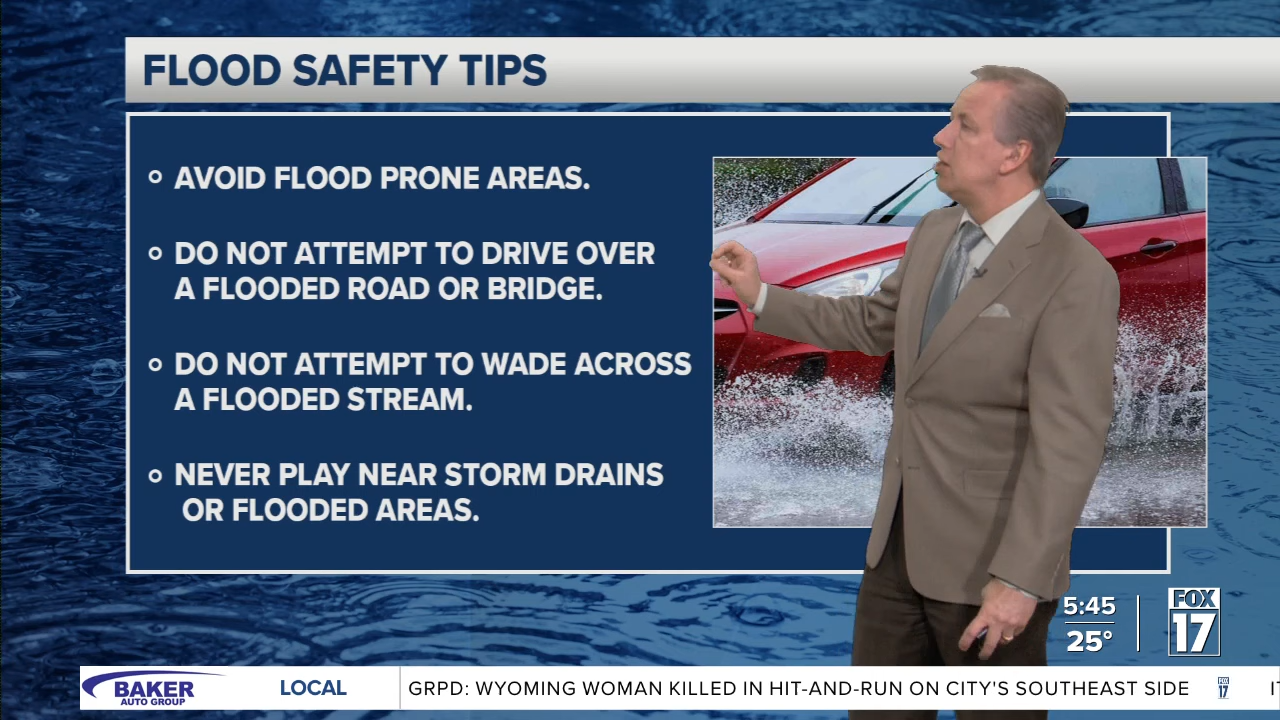 FLOOD SAFETY TIPS
AVOID FLOOD PRONE AREAS.
DO NOT ATTEMPT TO DRIVE OVER
A FLOODED ROAD OR BRIDGE.
DO NOT ATTEMPT TO WADE ACROSS
A FLOODED STREAM.
NEVER PLAY NEAR STORM DRAINS
OR FLOODED AREAS.
5:45
25°
FOX
17
BAKER
AUTO GROUP
LOCAL
GRPD: WYOMING WOMAN KILLED IN HIT-AND-RUN ON CITY'S SOUTHEAST SIDE
FOX
17